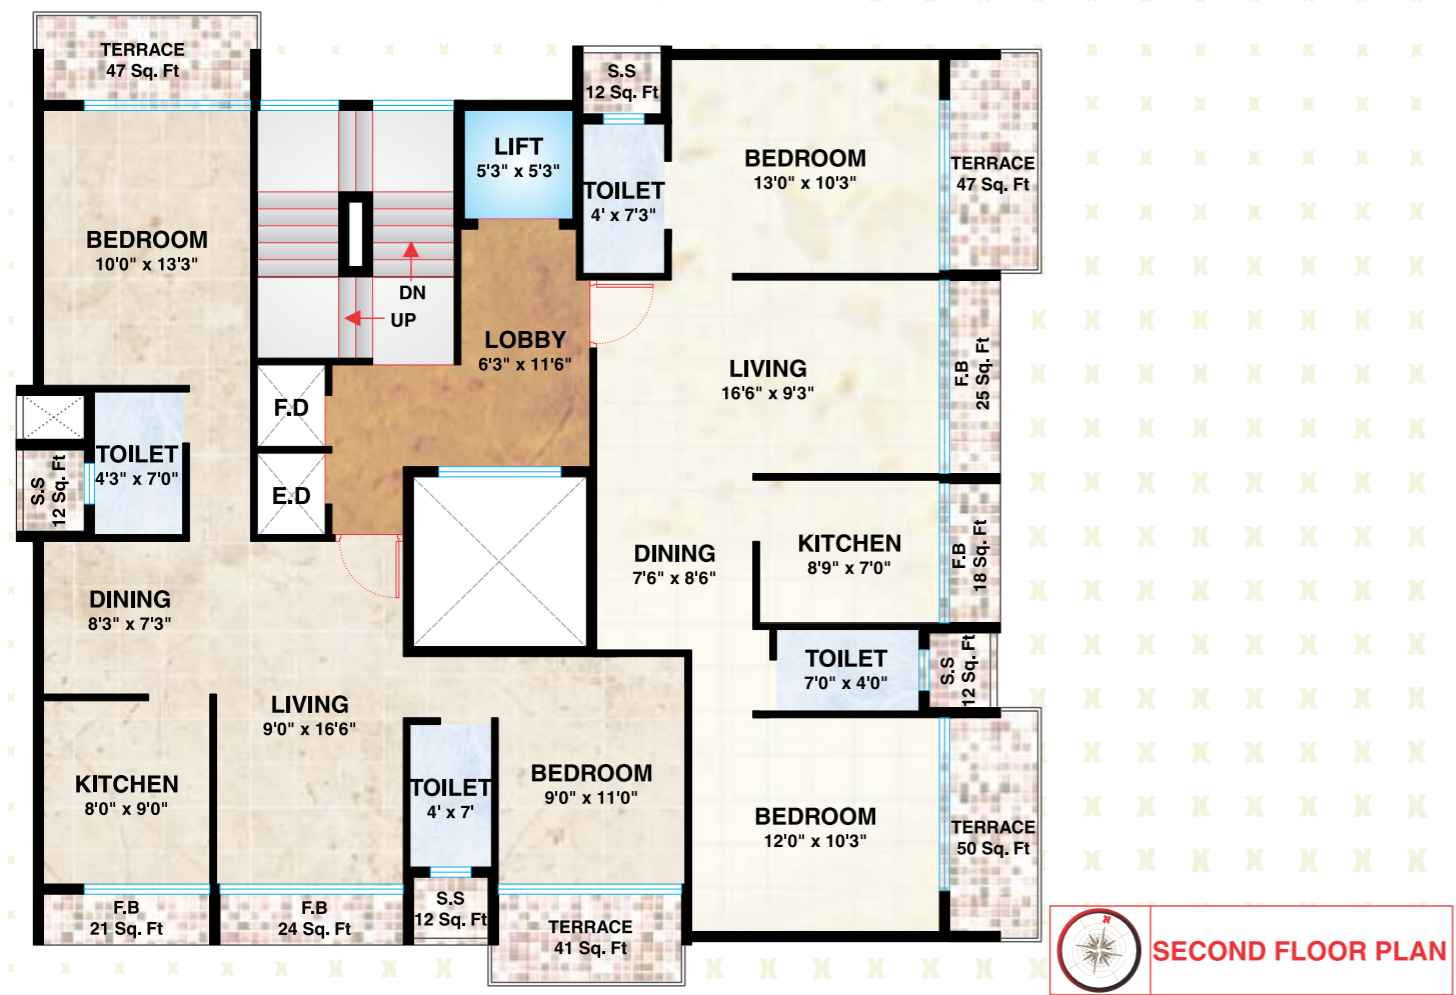 TERRACE
47 Sq. Ft
S.S
12 Sq. Ft
LIFT
5'3" x 5'3"
TOILET
4' x 7'3"
BEDROOM
13'0" x 10'3"
TERRACE
47 Sq. Ft
BEDROOM
10'0" x 13'3"
DN
UP
LOBBY
6'3" x 11'6"
LIVING
16'6" x 9'3"
F.B
25 Sq. Ft
F.D
TOILET
4'3" x 7'0"
S.S
12 Sq. Ft
E.D
DINING
7'6" x 8'6"
KITCHEN
8'9" x 7'0"
F.B
18 Sq. Ft
DINING
8'3" x 7'3"
TOILET
7'0" x 4'0"
S.S
12 Sq. Ft
LIVING
9'0" x 16'6"
KITCHEN
8'0" x 9'0"
TOILET
4' x 7'
BEDROOM
9'0" x 11'0"
BEDROOM
12'0" x 10'3"
TERRACE
50 Sq. Ft
F.B
21 Sq. Ft
F.B
24 Sq. Ft
S.S
12 Sq. Ft
TERRACE
41 Sq. Ft
N
SECOND FLOOR PLAN